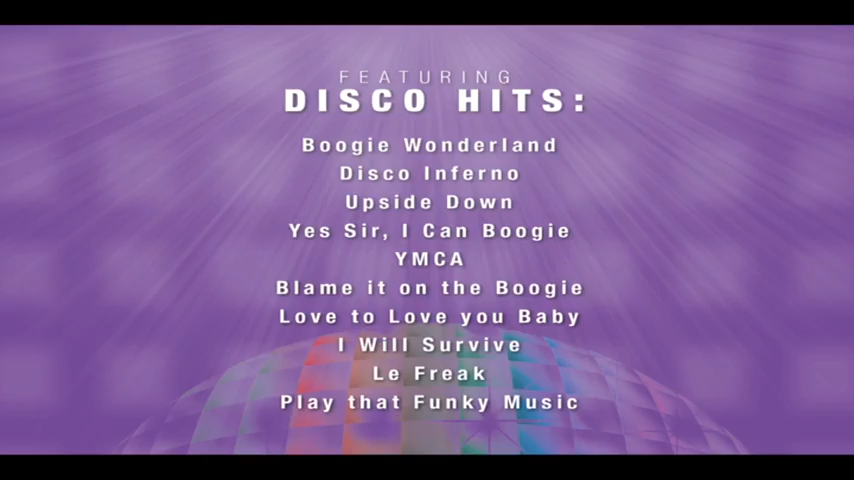 FEATURING
DISCO HITS:
Boogie Wonderland
Disco Inferno
Upside Down
Yes Sir, I Can Boogie
YMCA
Blame it on the Boogie
Love to Love you Baby
I Will Survive
Le Freak
Play that Funky Music